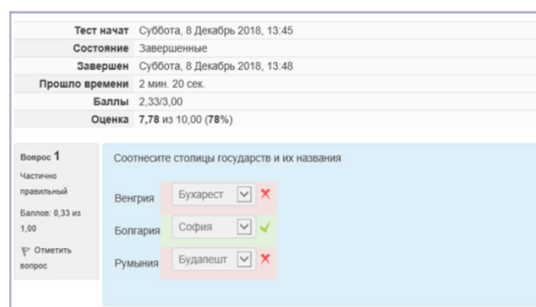 Тест начат Суббота, 8 Декабрь 2018, 13:45
Состояние Завершенные
Завершен Суббота, 8 Декабрь 2018, 13:48
Прошло времени 2 мин. 20 сек.
Баллы 2,33/3,00
Оценка 7,78 из 10,00 (78%)
Вопрос 1
Частично
правильный
Баллов: 0,33 из
1,00
Отметить
вопрос
Соотнесите столицы государств и их названия
Венгрия Бухарест
Болгария София
Румыния Будапешт